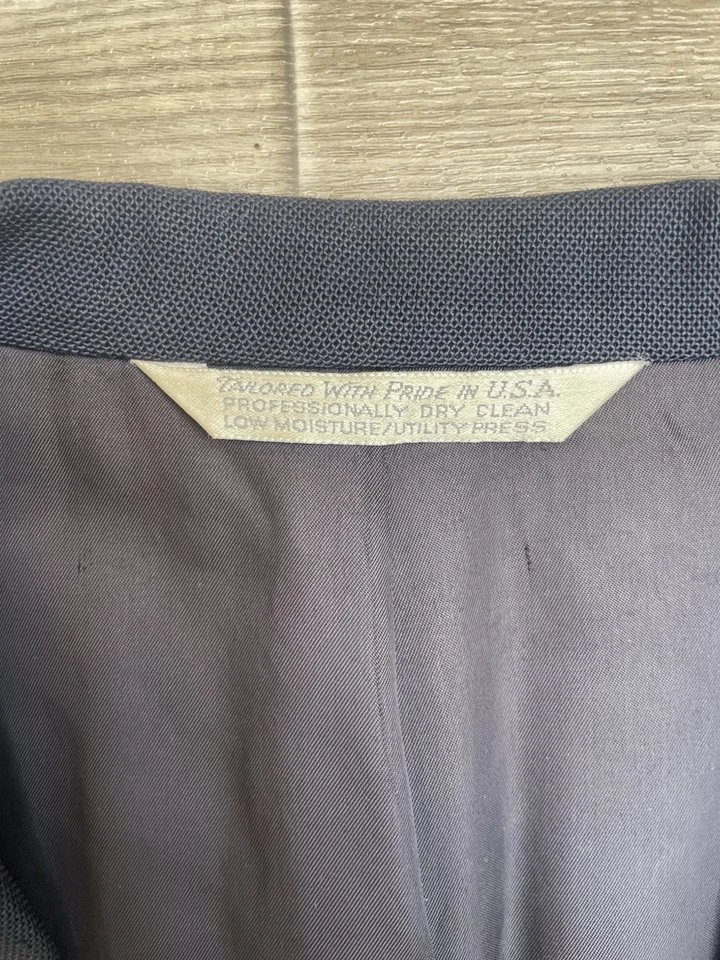 TAILORED WITH PRIDE IN U.S.A.
PROFESSIONALLY DRY CLEAN
LOW MOISTURE/UTILITY PRESS